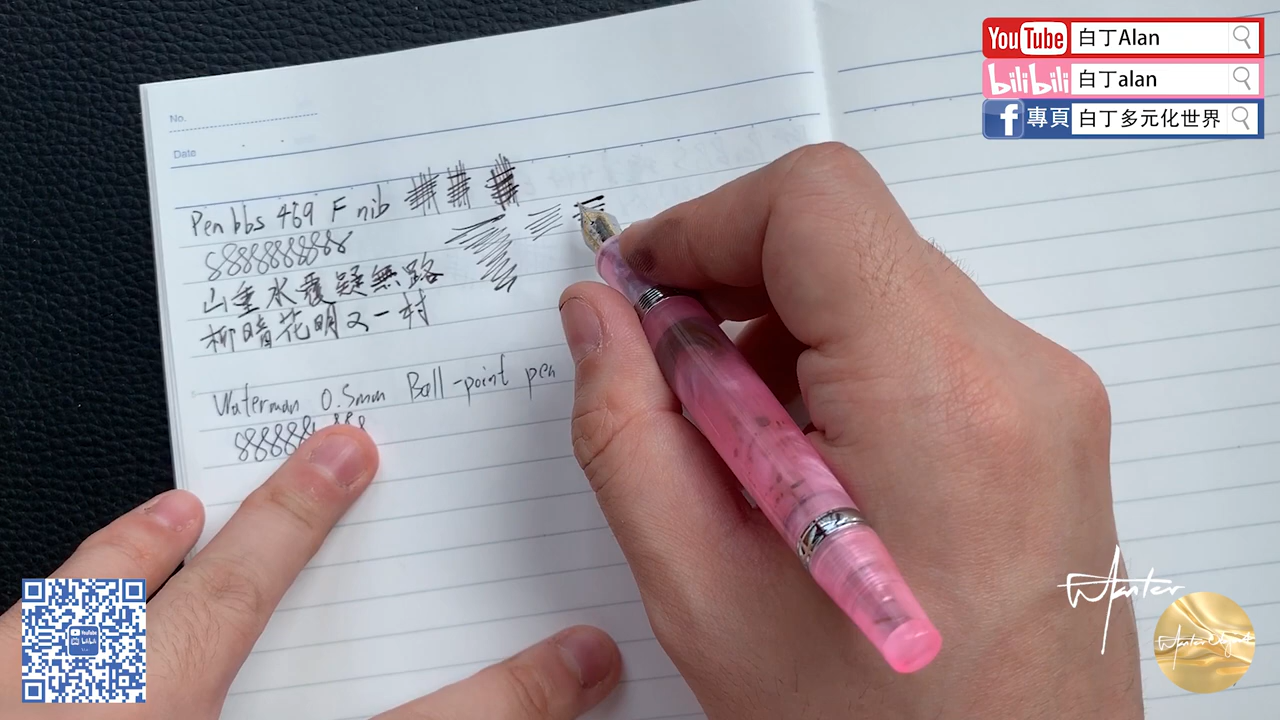 YouTube 白丁Alan
bilibili 白丁alan
f 專頁 白丁多元化世界
No.
Date
Pen bbs 469 F nib
888888888
山重水覆疑無路
柳暗花明又一村
Waterman 0.5mm Ball-point pen